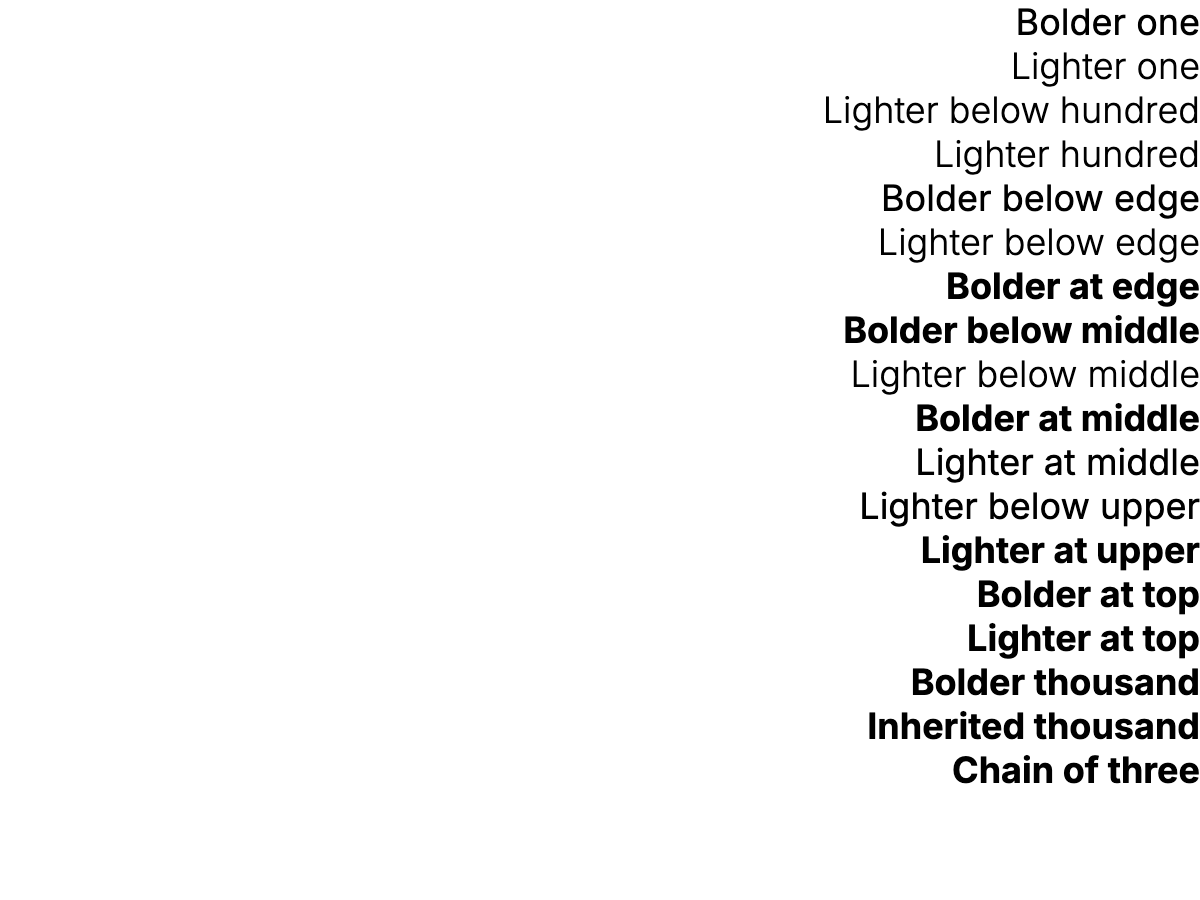 Bolder one
Lighter one
Lighter below hundred
Lighter hundred
Bolder below edge
Lighter below edge
Bolder at edge
Bolder below middle
Lighter below middle
Bolder at middle
Lighter at middle
Lighter below upper
Lighter at upper
Bolder at top
Lighter at top
Bolder thousand
Inherited thousand
Chain of three